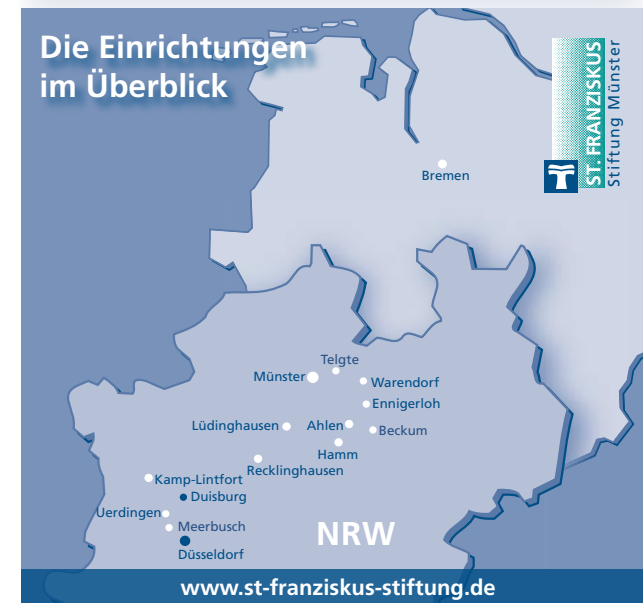 Die Einrichtungen
im Überblick
ST. FRANZISKUS
Stiftung Münster
Bremen
Telgte
Münster
Warendorf
Ennigerloh
Lüdinghausen
Ahlen
Beckum
Hamm
Recklinghausen
Kamp-Lintfort
Duisburg
Uerdingen
Meerbusch
NRW
Düsseldorf
www.st-franziskus-stiftung.de